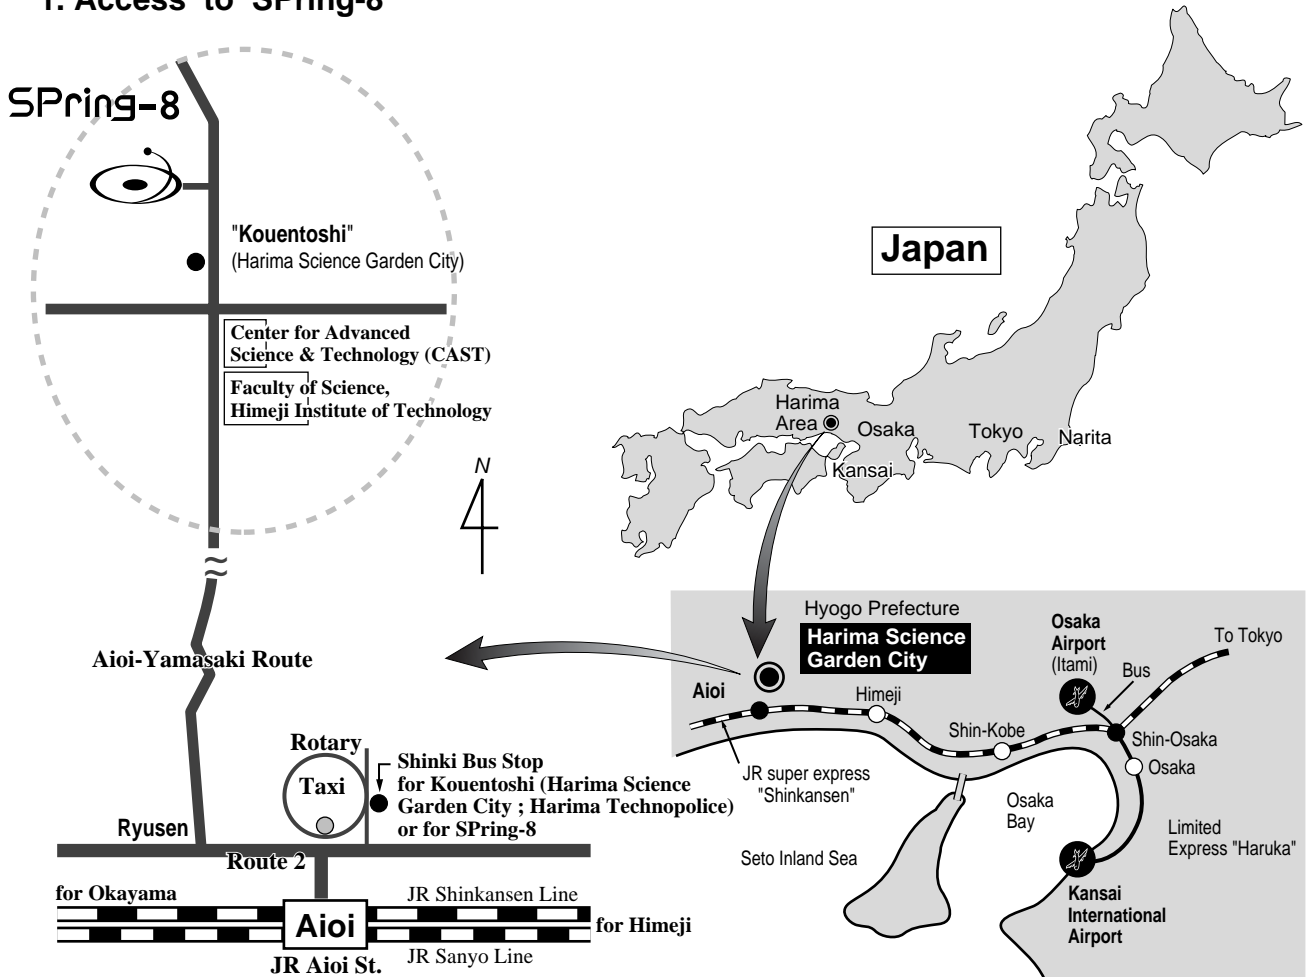 1. Access to SPring-8
SPring-8
"Kouentoshi"
(Harima Science Garden City)
Center for Advanced
Science & Technology (CAST)
Faculty of Science,
Himeji Institute of Technology
N
Aioi-Yamasaki Route
Rotary
Taxi
Shinki Bus Stop
for Kouentoshi (Harima Science
Garden City ; Harima Technopolice)
or for SPring-8
Ryusen
Route 2
for Okayama
JR Shinkansen Line
Aioi
for Himeji
JR Sanyo Line
JR Aioi St.
Japan
Harima
Area
Osaka
Tokyo
Narita
Kansai
Hyogo Prefecture
Harima Science
Garden City
Osaka
Airport
(Itami)
To Tokyo
Bus
Aioi
Himeji
Shin-Kobe
Shin-Osaka
Osaka
JR super express
"Shinkansen"
Osaka
Bay
Limited
Express "Haruka"
Seto Inland Sea
Kansai
International
Airport